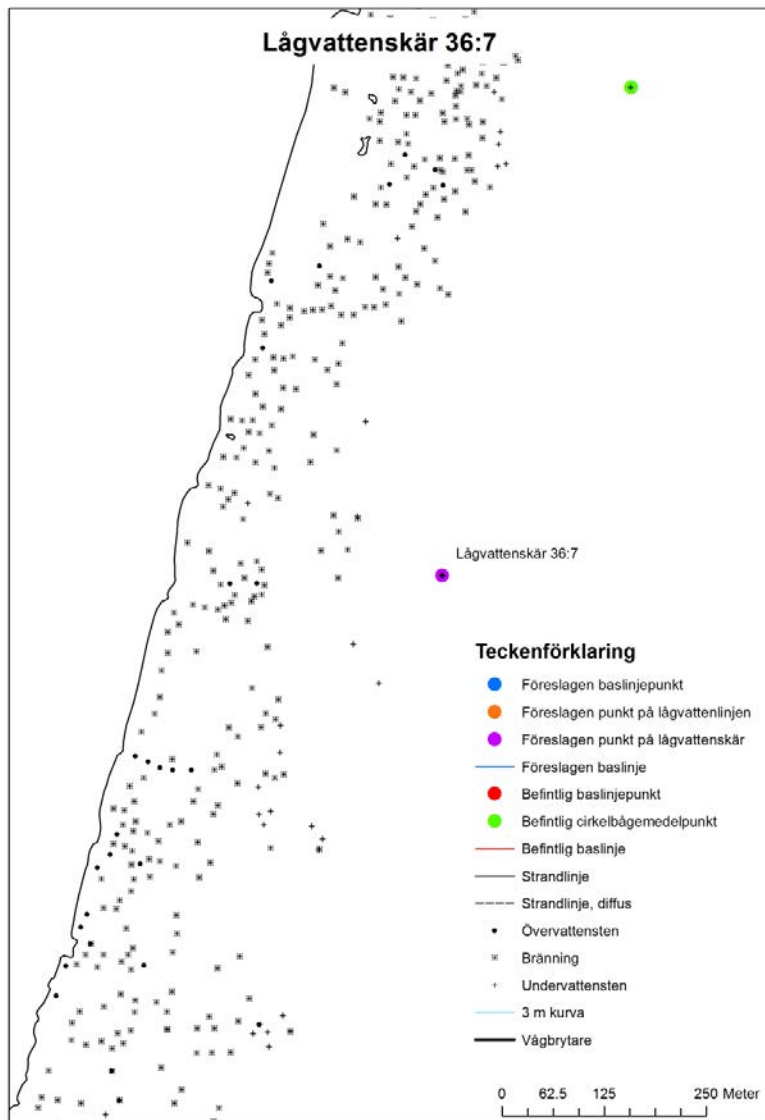 Lågvattenskär 36:7
Lågvattenskär 36:7
Teckenförklaring
Föreslagen baslinjepunkt
Föreslagen punkt på lågvattenlinjen
Föreslagen punkt på lågvattenskär
Föreslagen baslinje
Befintlig baslinjepunkt
Befintlig cirkelbågemedelpunkt
Befintlig baslinje
Strandlinje
Strandlinje, diffus
Övervattensten
Bränning
Undervattensten
3 m kurva
Vågbrytare
0 62.5 125 250 Meter